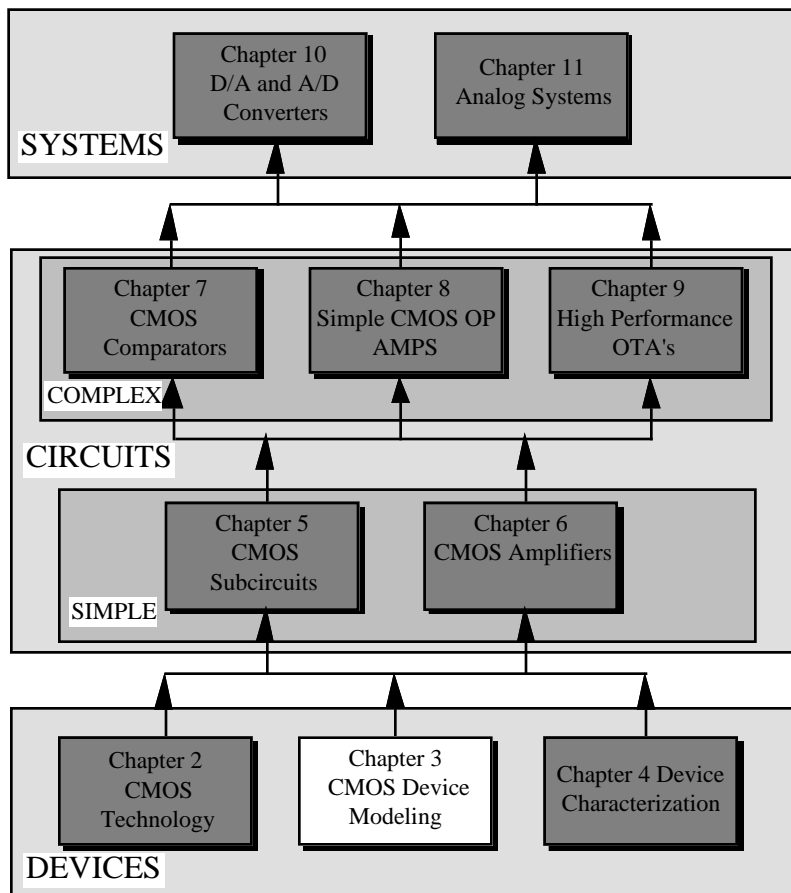 Chapter 10
D/A and A/D
Converters
Chapter 11
Analog Systems
SYSTEMS
Chapter 7
CMOS
Comparators
Chapter 8
Simple CMOS OP
AMPS
Chapter 9
High Performance
OTA's
COMPLEX
CIRCUITS
Chapter 5
CMOS
Subcircuits
Chapter 6
CMOS Amplifiers
SIMPLE
Chapter 2
CMOS
Technology
Chapter 3
CMOS Device
Modeling
Chapter 4 Device
Characterization
DEVICES